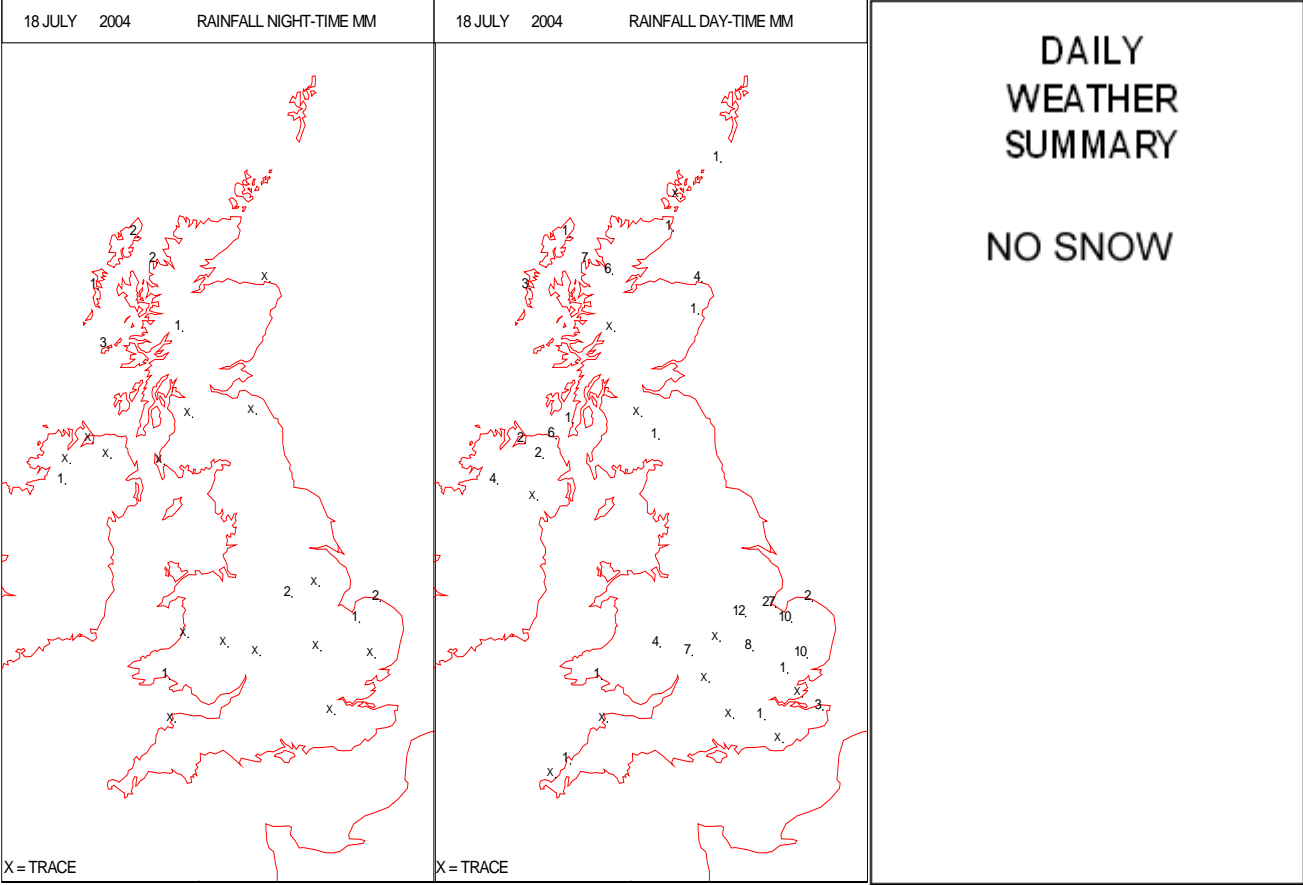 18 JULY 2004 RAINFALL NIGHT-TIME MM
2.
2.
X.
1.
1.
3.
X.
X.
X.
X.
X.
X.
1.
X.
2.
2.
1.
X.
X.
X.
X.
X.
1.
X.
X.
X = TRACE
18 JULY 2004 RAINFALL DAY-TIME MM
1.
X.
1.
1.
7.
6.
3.
4.
1.
X.
X.
1.
6.
2.
1.
2.
4.
X.
27
2.
12.
10.
X.
4.
7.
8.
10.
1.
1.
X.
X.
3.
X.
X.
1.
X.
1.
X.
X = TRACE
DAILY
WEATHER
SUMMARY
NO SNOW